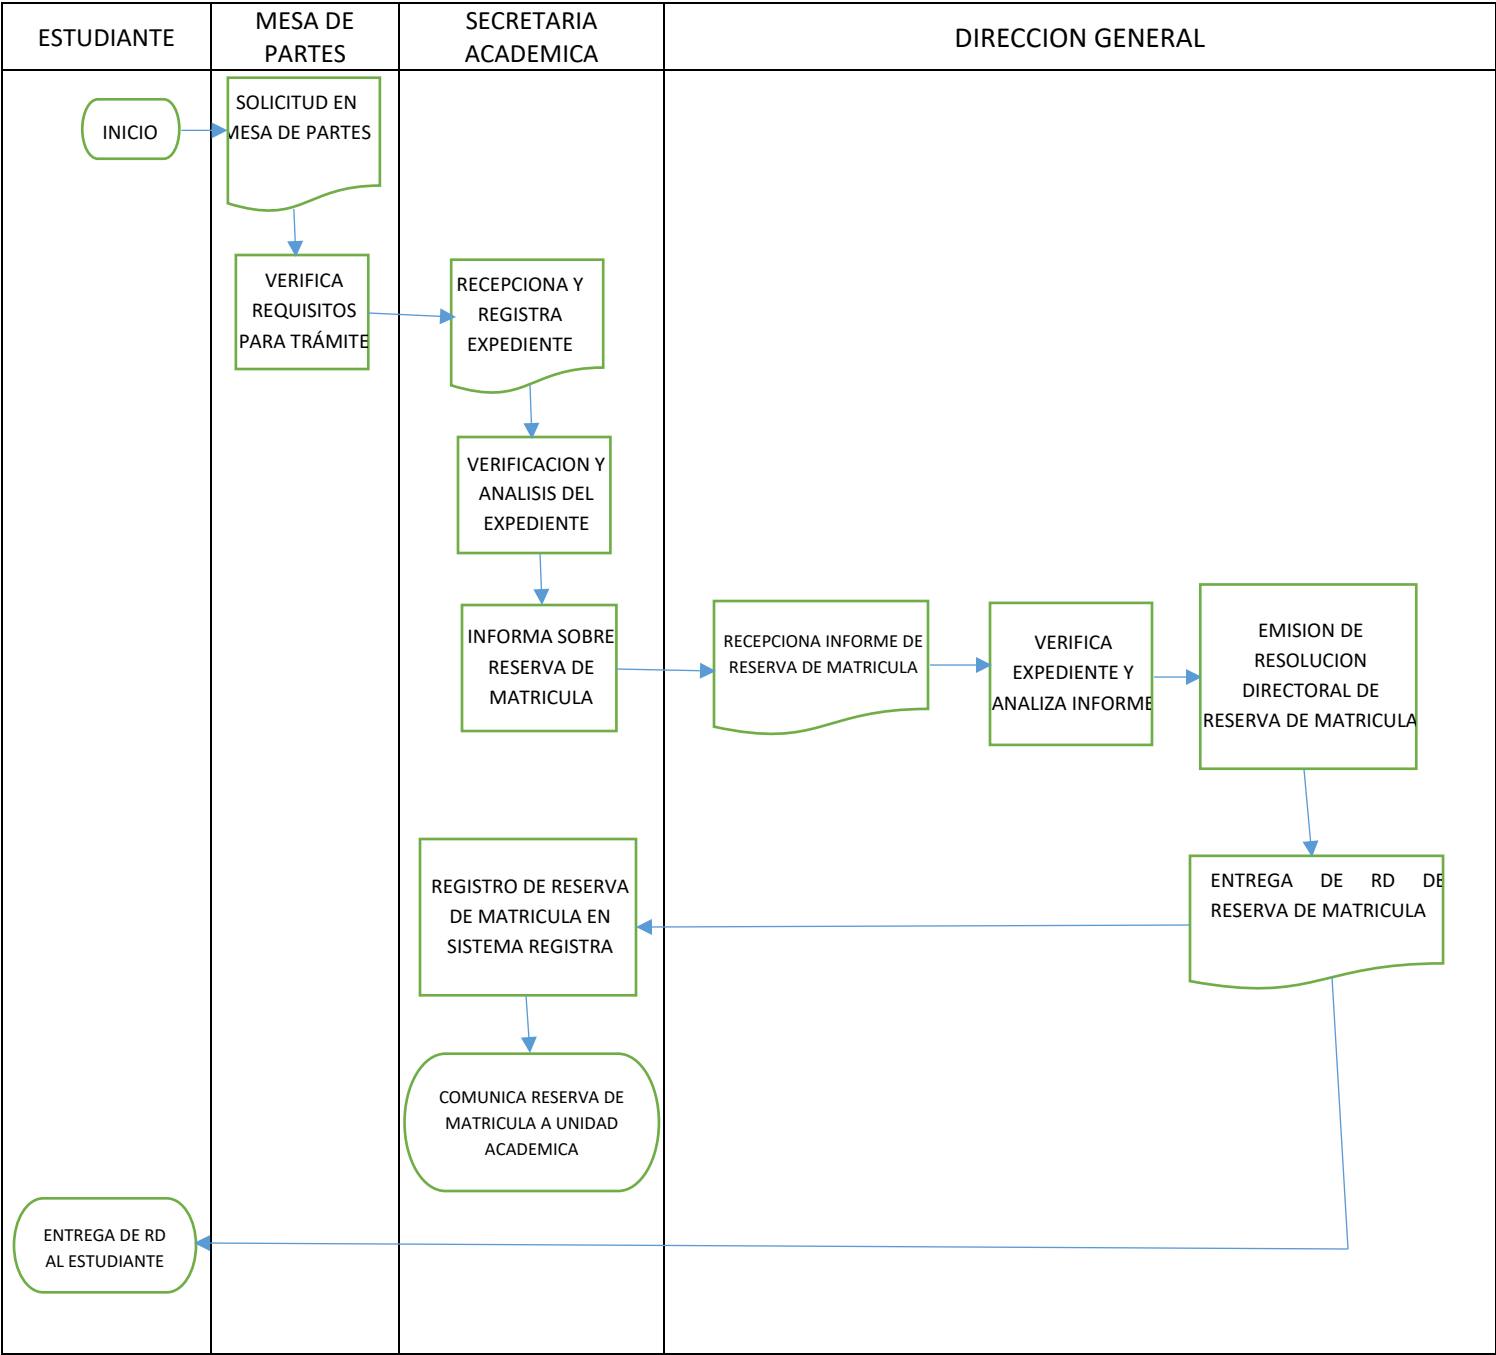 ESTUDIANTE
MESA DE
PARTES
SECRETARIA
ACADEMICA
DIRECCION GENERAL
INICIO
SOLICITUD EN
MESA DE PARTES
VERIFICA
REQUISITOS
PARA TRÁMITE
RECEPCIONA Y
REGISTRA
EXPEDIENTE
VERIFICACION Y
ANALISIS DEL
EXPEDIENTE
INFORMA SOBRE
RESERVA DE
MATRICULA
RECEPCIONA INFORME DE
RESERVA DE MATRICULA
VERIFICA
EXPEDIENTE Y
ANALIZA INFORME
EMISION DE
RESOLUCION
DIRECTORAL DE
RESERVA DE MATRICULA
ENTREGA DE RD DE
RESERVA DE MATRICULA
REGISTRO DE RESERVA
DE MATRICULA EN
SISTEMA REGISTRA
COMUNICA RESERVA DE
MATRICULA A UNIDAD
ACADEMICA
ENTREGA DE RD
AL ESTUDIANTE